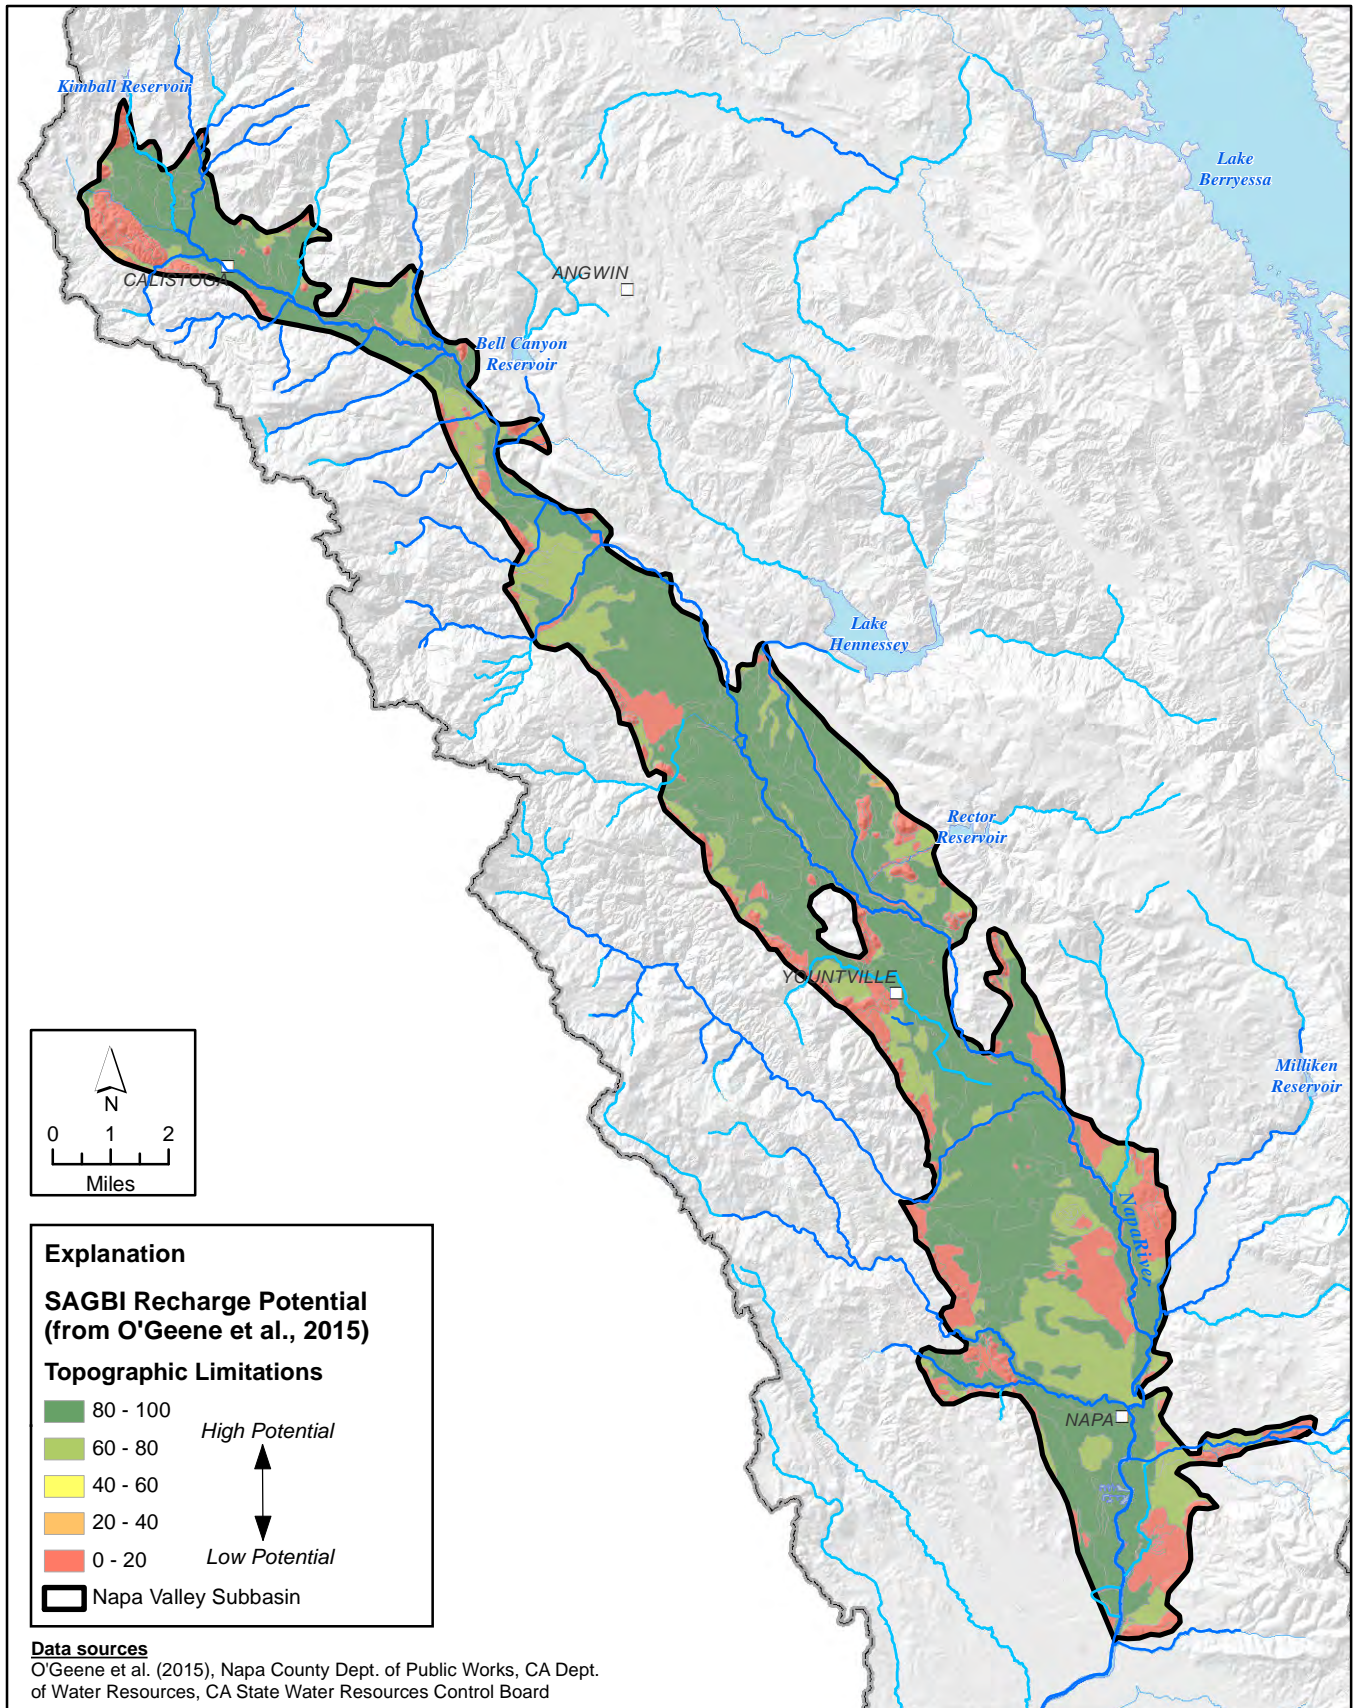 Kimball Reservoir
Lake
Berryessa
CALISTOGA
ANGWIN
Bell Canyon
Reservoir
Lake
Hennessey
Rector
Reservoir
YOUNTVILLE
Milliken
Reservoir
NapaRiver
NAPA
N
0 1 2
Miles
Explanation
SAGBI Recharge Potential
(from O'Geene et al., 2015)
Topographic Limitations
80 - 100
High Potential
60 - 80
40 - 60
20 - 40
0 - 20
Low Potential
Napa Valley Subbasin
Data sources
O'Geene et al. (2015), Napa County Dept. of Public Works, CA Dept.
of Water Resources, CA State Water Resources Control Board